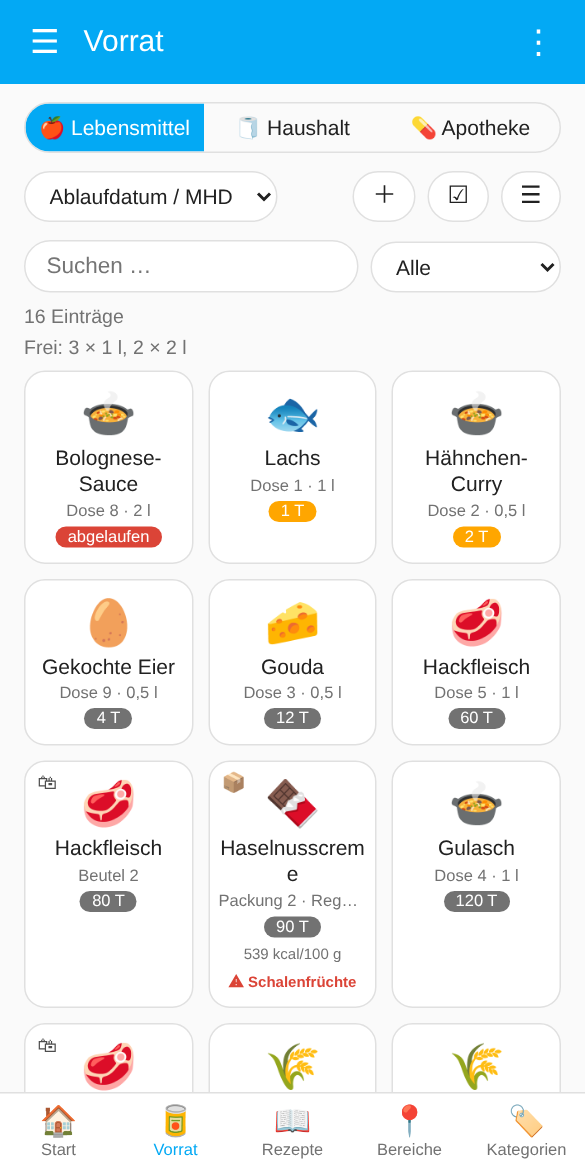 Vorrat
Lebensmittel
Haushalt
Apotheke
Ablaufdatum / MHD
Suchen …
Alle
16 Einträge
Frei: 3 × 1 l, 2 × 2 l
Bolognese-
Sauce
Dose 8 · 2 l
abgelaufen
Lachs
Dose 1 · 1 l
1 T
Hähnchen-
Curry
Dose 2 · 0,5 l
2 T
Gekochte Eier
Dose 9 · 0,5 l
4 T
Gouda
Dose 3 · 0,5 l
12 T
Hackfleisch
Dose 5 · 1 l
60 T
Hackfleisch
Beutel 2
80 T
Haselnusscrem
e
Packung 2 · Reg…
90 T
539 kcal/100 g
Schalenfrüchte
Gulasch
Dose 4 · 1 l
120 T
Start
Vorrat
Rezepte
Bereiche
Kategorien